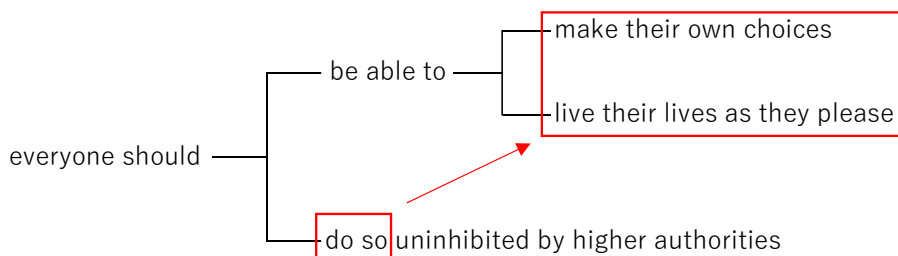 make their own choices
be able to
live their lives as they please
everyone should
do so uninhibited by higher authorities